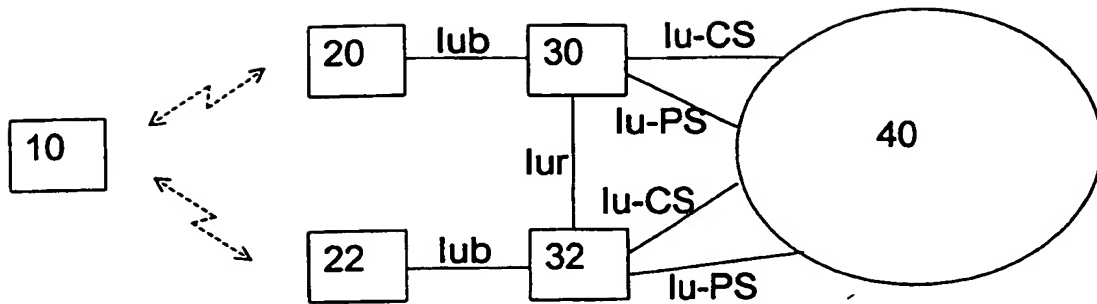 20 Iub 30 Iu-CS
Iu-PS
10
Iur
40
Iu-CS
22 Iub 32
Iu-PS